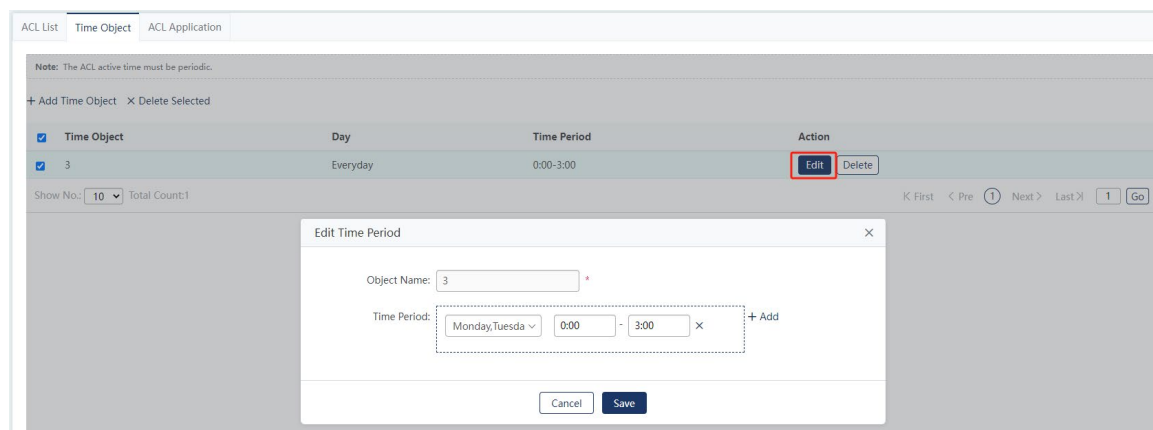 ACL List Time Object ACL Application
Note: The ACL active time must be periodic.
+ Add Time Object × Delete Selected
Time Object Day Time Period Action
3 Everyday 0:00-3:00 Edit Delete
Show No.: 10 Total Count:1 First Pre 1 Next Last 1 Go
Edit Time Period ×
Object Name: 3 *
Time Period: Monday,Tuesda 0:00 - 3:00 × + Add
Cancel Save